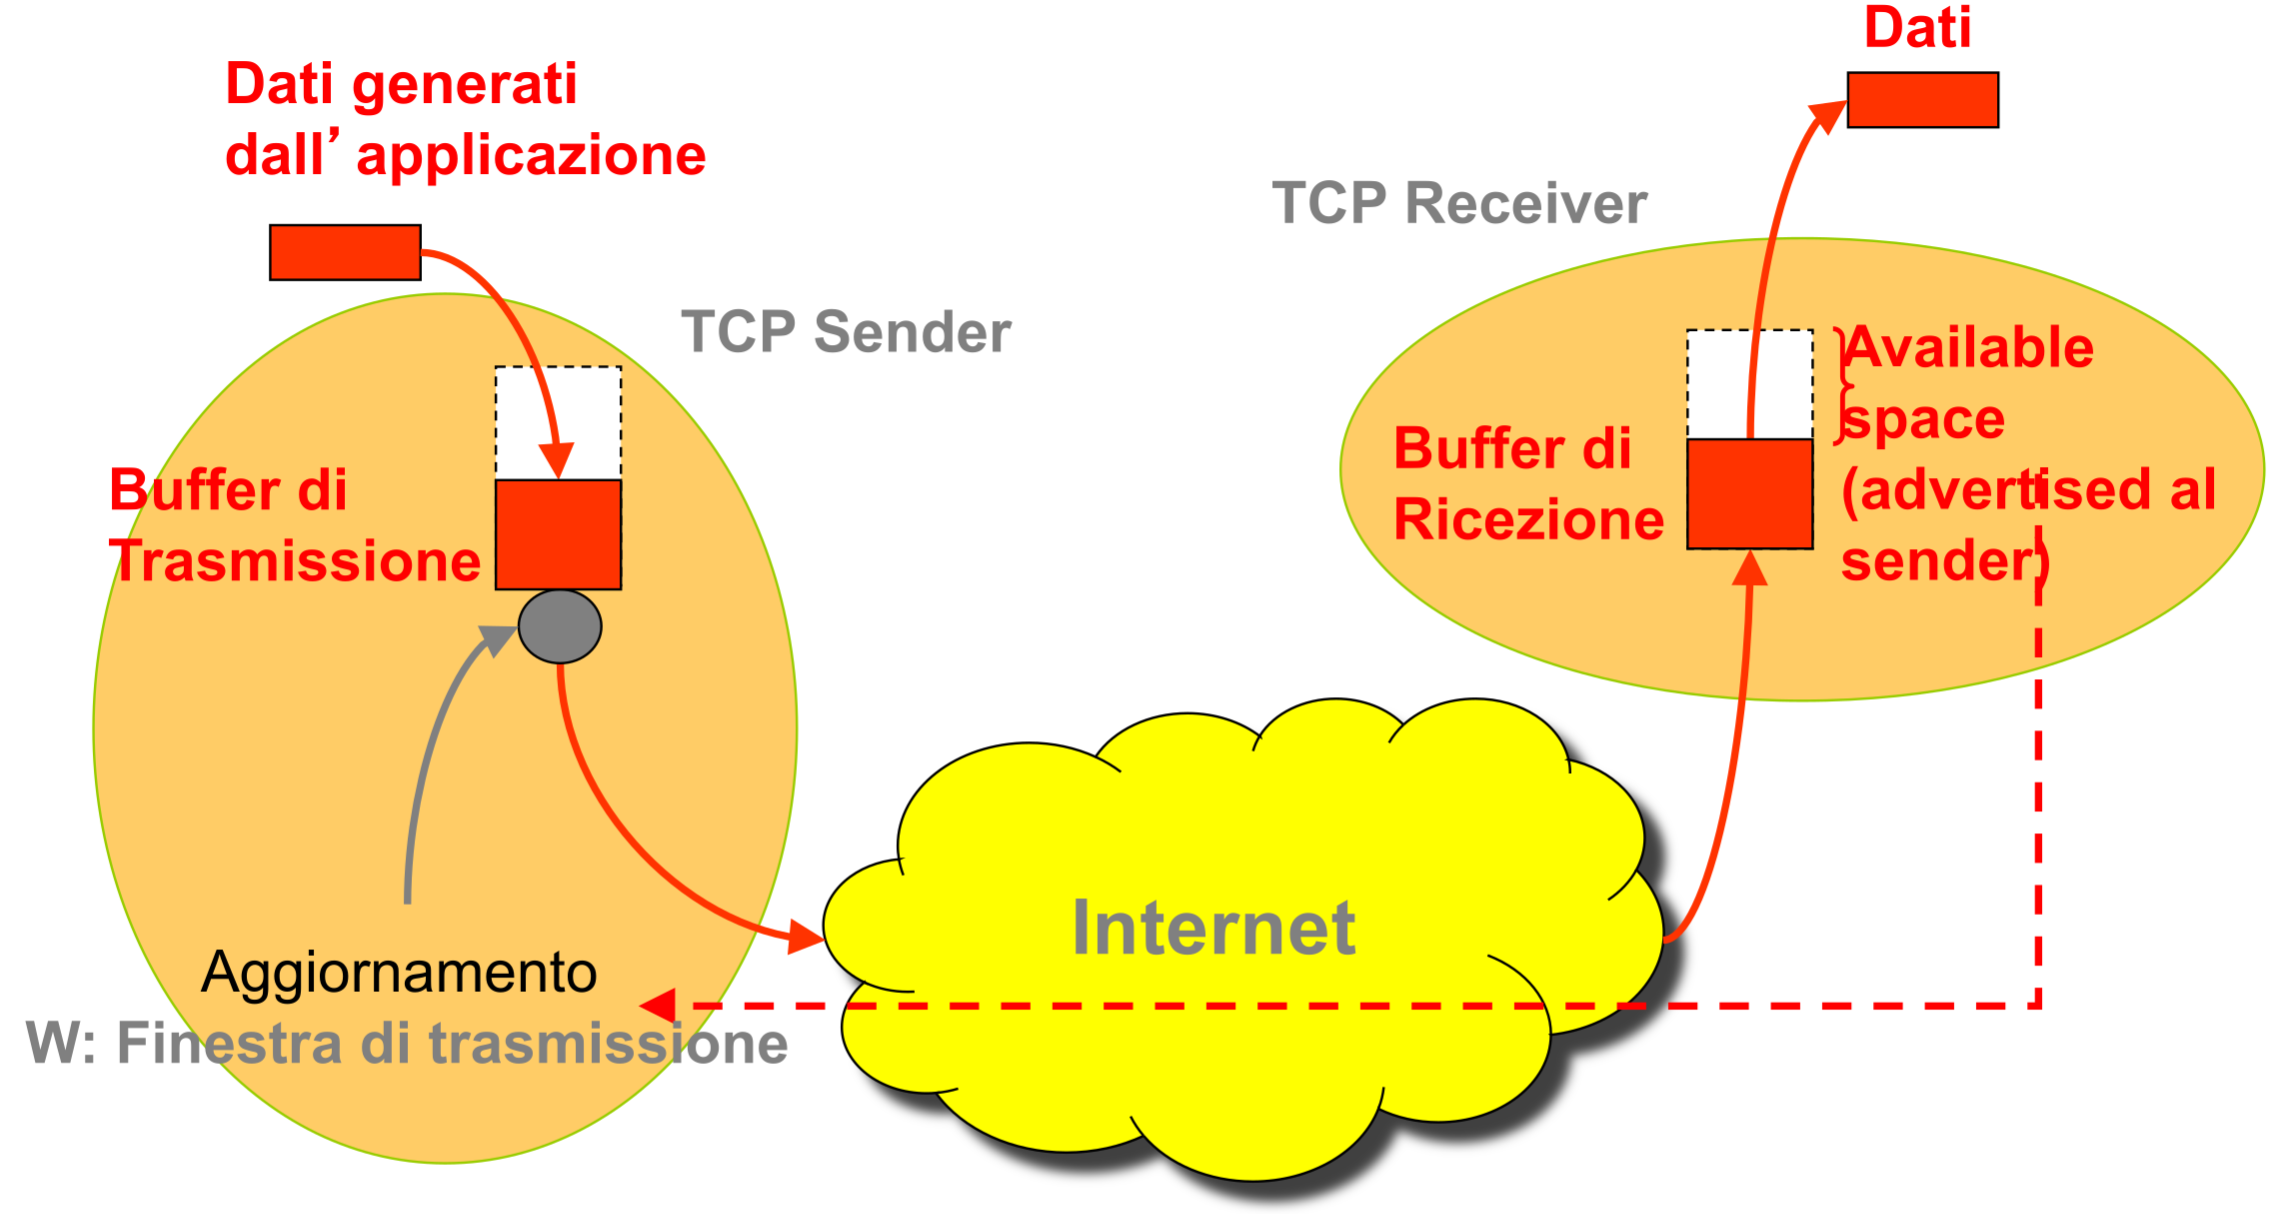 Dati generati
dall’ applicazione
Dati
TCP Receiver
TCP Sender
Available
space
(advertised al
sender)
Buffer di
Ricezione
Buffer di
Trasmissione
Internet
Aggiornamento
W: Finestra di trasmissione